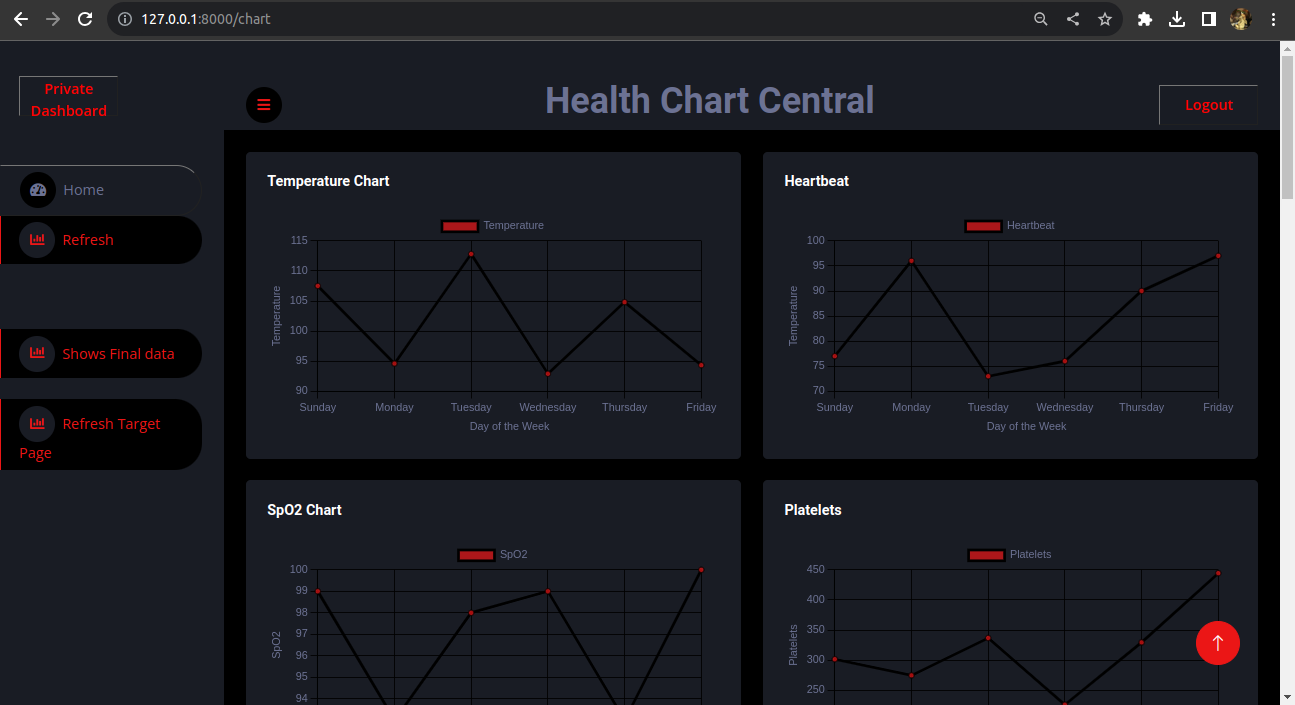 127.0.0.1:8000/chart
Private
Dashboard
Health Chart Central
Logout
Home
Refresh
Shows FInal data
Refresh Target
Page
Temperature Chart
Temperature
115
110
105
100
95
90
Temperature
Sunday Monday Tuesday Wednesday Thursday Friday
Day of the Week
Heartbeat
Heartbeat
100
95
90
85
80
75
70
Temperature
Sunday Monday Tuesday Wednesday Thursday Friday
Day of the Week
SpO2 Chart
SpO2
100
99
98
97
96
95
94
SpO2
Platelets
Platelets
450
400
350
300
250
Platelets